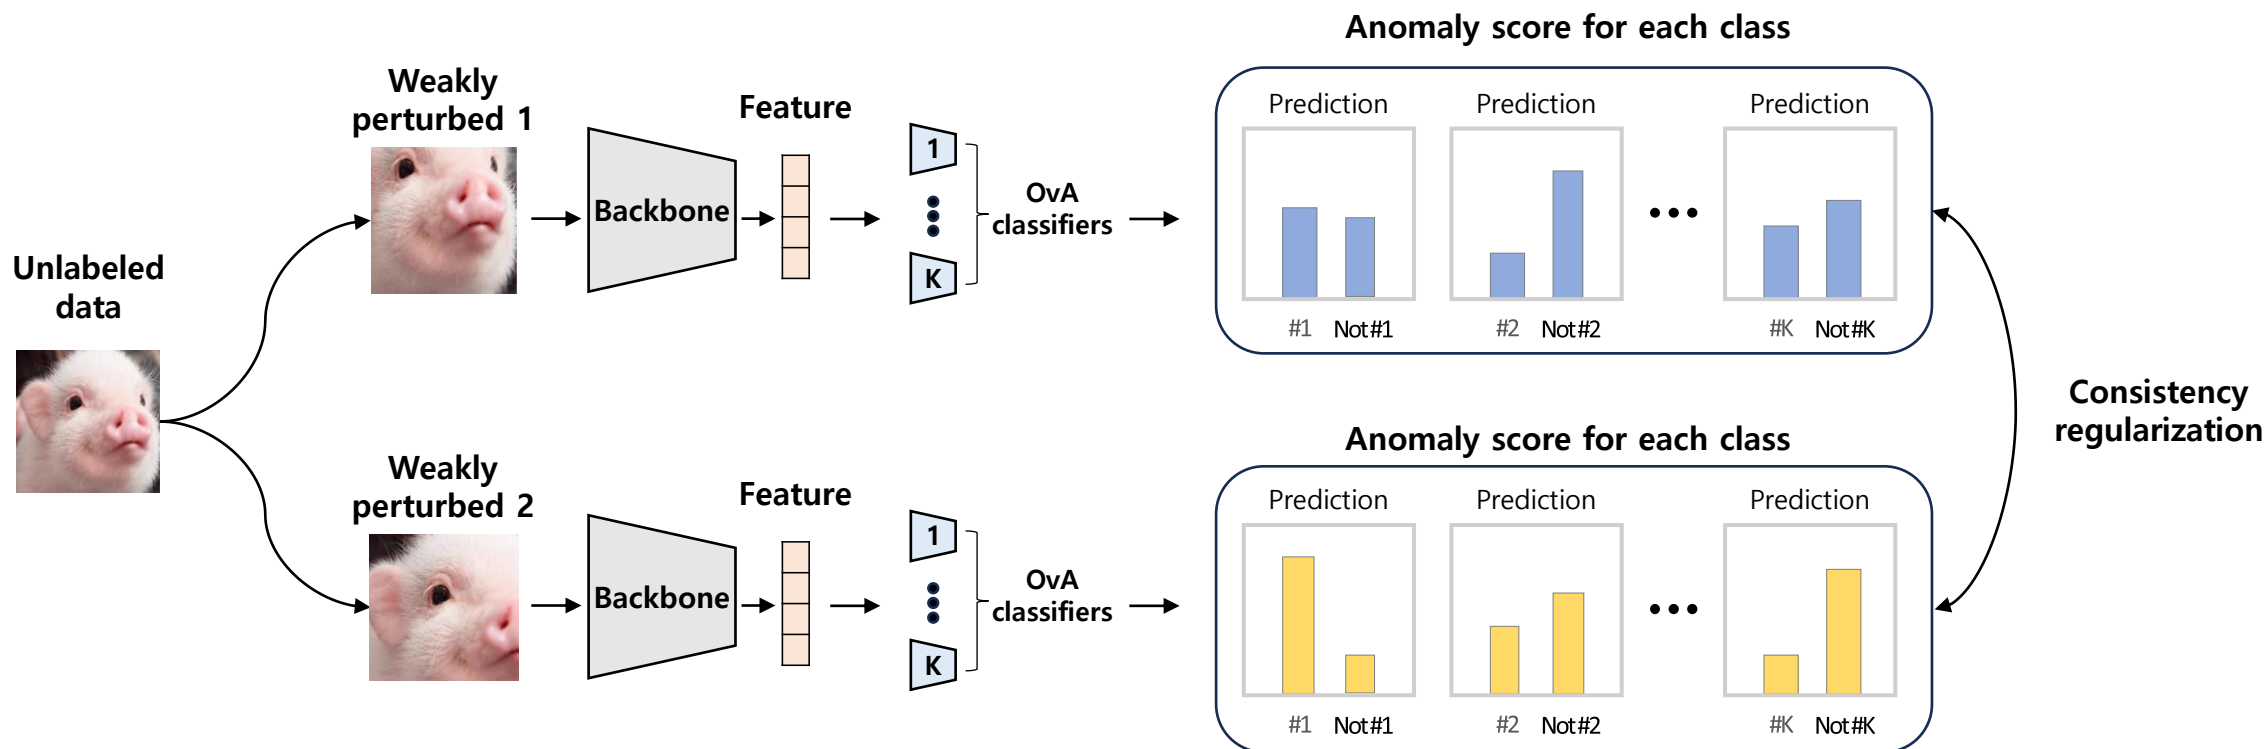 Unlabeled
data
Weakly
perturbed 1
Backbone
Feature
1
K
OvA
classifiers
Anomaly score for each class
Prediction
Prediction
Prediction
#1 Not#1
#2 Not#2
#K Not#K
Weakly
perturbed 2
Backbone
Feature
1
K
OvA
classifiers
Anomaly score for each class
Prediction
Prediction
Prediction
#1 Not#1
#2 Not#2
#K Not#K
Consistency
regularization